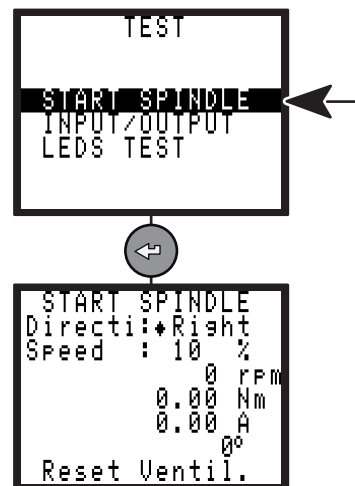 TEST
START SPINDLE
INPUT/OUTPUT
LEDS TEST
START SPINDLE
Directi:♦Right
Speed : 10 %
0 rpm
0.00 Nm
0.00 A
0°
Reset Ventil.